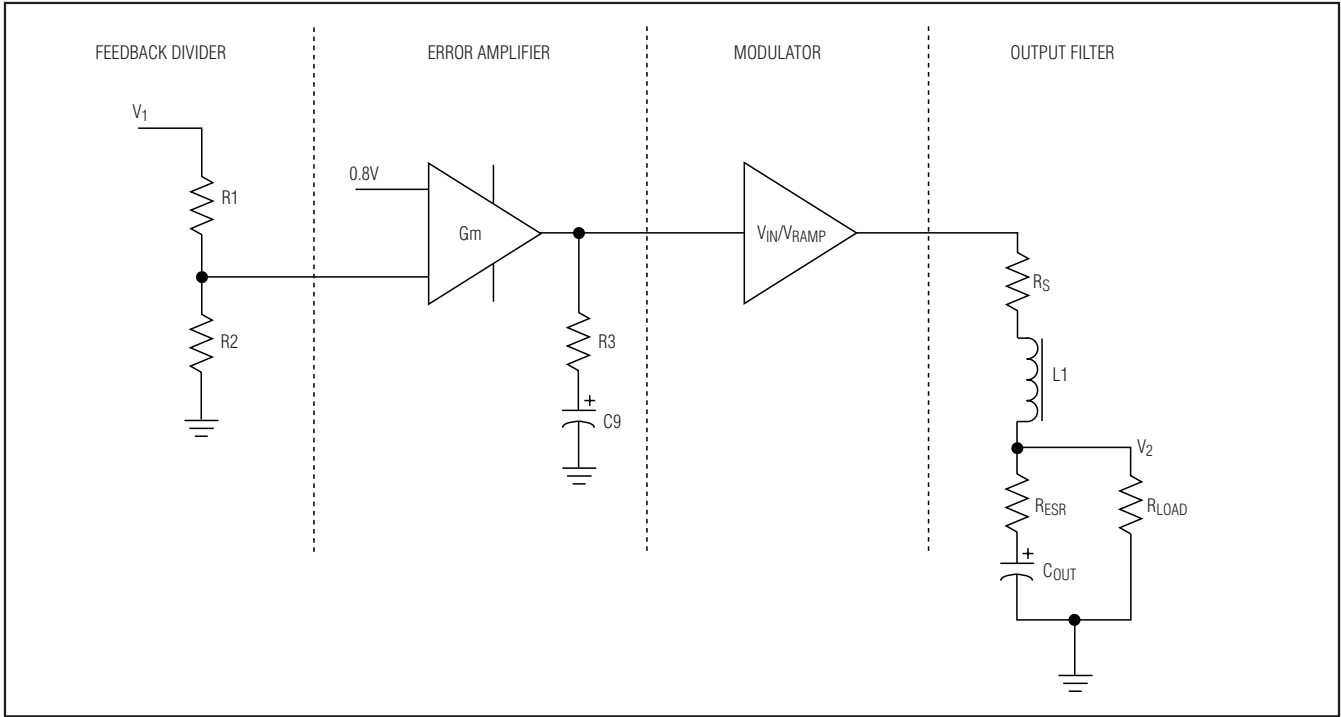 FEEDBACK DIVIDER
ERROR AMPLIFIER
MODULATOR
OUTPUT FILTER
V1
R1
R2
0.8V
Gm
R3
+
C9
VIN/VRAMP
RS
L1
V2
RESR
RLOAD
+
COUT